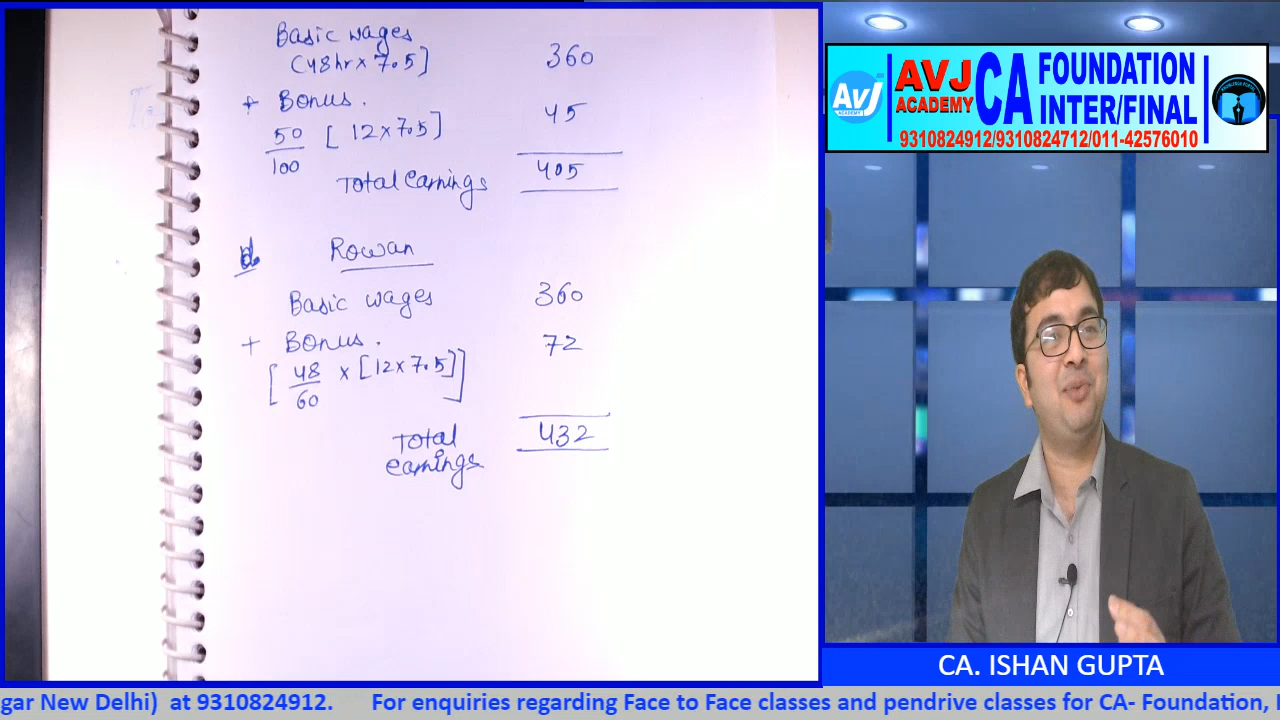 Basic wages
(48hr x 7.5] 360
+ Bonus. 45
50/100 [12 x 7.5]
Total earnings 405
d. Rowan
Basic wages 360
+ Bonus. 72
[48/60 x [12 x 7.5]]
Total earnings 432
AVJ
ACADEMY
AVJ
ACADEMY
CA
FOUNDATION
INTER/FINAL
9310824912/9310824712/011-42576010
CA. ISHAN GUPTA
gar New Delhi) at 9310824912. For enquiries regarding Face to Face classes and pendrive classes for CA- Foundation,